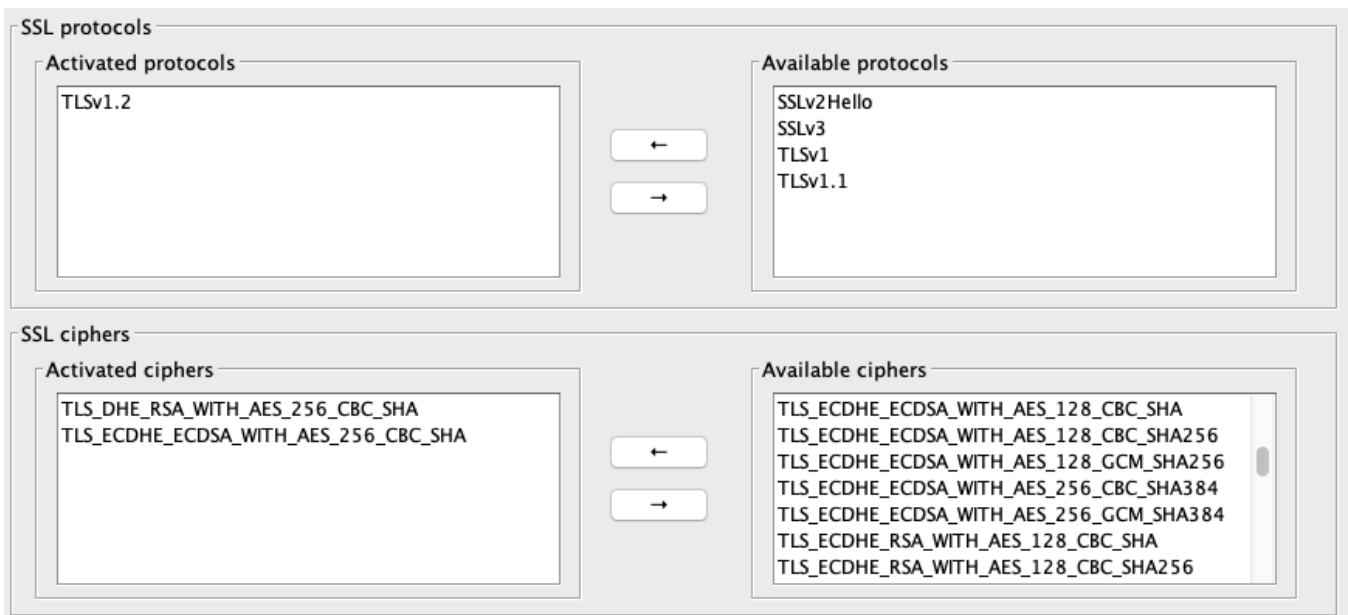 SSL protocols
Activated protocols
TLSv1.2
←
→
Available protocols
SSLv2Hello
SSLv3
TLSv1
TLSv1.1
SSL ciphers
Activated ciphers
TLS_DHE_RSA_WITH_AES_256_CBC_SHA
TLS_ECDHE_ECDSA_WITH_AES_256_CBC_SHA
←
→
Available ciphers
TLS_ECDHE_ECDSA_WITH_AES_128_CBC_SHA
TLS_ECDHE_ECDSA_WITH_AES_128_CBC_SHA256
TLS_ECDHE_ECDSA_WITH_AES_128_GCM_SHA256
TLS_ECDHE_ECDSA_WITH_AES_256_CBC_SHA384
TLS_ECDHE_ECDSA_WITH_AES_256_GCM_SHA384
TLS_ECDHE_RSA_WITH_AES_128_CBC_SHA
TLS_ECDHE_RSA_WITH_AES_128_CBC_SHA256